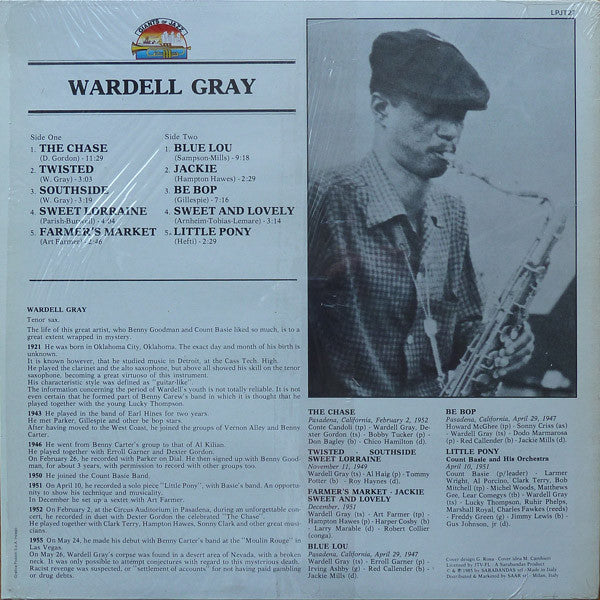 LPJT 2
GIANTS OF JAZZ
WARDELL GRAY
Side One
1. THE CHASE
(D. Gordon) - 11:29
2. TWISTED
(W. Gray) - 3:03
3. SOUTHSIDE
(W. Gray) - 3:19
4. SWEET LORRAINE
(Parish-Burwell) - 4:04
5. FARMER'S MARKET
(Art Farmer) - 2:46
Side Two
1. BLUE LOU
(Sampson-Mills) - 9:18
2. JACKIE
(Hampton Hawes) - 2:29
3. BE BOP
(Gillespie) - 7:16
4. SWEET AND LOVELY
(Arnheim-Tobias-Lemare) - 3:14
5. LITTLE PONY
(Hefti) - 2:29
WARDELL GRAY
Tenor sax.
The life of this great artist, who Benny Goodman and Count Basie liked so much, is to a
great extent wrapped in mystery.
1921 He was born in Oklahoma City, Oklahoma. The exact day and month of his birth is
unknown.
It is known however, that be studied music in Detroit, at the Cass Tech. High.
He played the clarinet and the alto saxophone, but above all showed his skill on the tenor
saxophone, becoming a great virtuoso of this instrument.
His characteristic style was defined as "guitar-like".
The information concerning the period of Wardell's youth is not totally reliable. It is not
even certain that he formed part of Benny Carew's band in which it is thought that he
played together with the young Lucky Thompson.
1943 He played in the band of Earl Hines for two years.
He met Parker, Gillespie and other be bop stars.
After having moved to the West Coast, he joined the groups of Vernon Alley and Benny
Carter.
1946 He went from Benny Carter's group to that of Al Kilian.
He played together with Erroll Garner and Dexter Gordon.
On February 26, he recorded with Parker on Dial. He then signed up with Benny Good-
man, for about 3 years, with permission to record with other groups too.
1950 He joined the Count Basie Band.
1951 On April 10, he recorded a solo piece "Little Pony", with Basie's band. An opportu-
nity to show his technique and musicality.
In December be set up a sextet with Art Farmer.
1952 On February 2, at the Circus Auditorium in Pasadena, during an unforgettable con-
cert, he recorded in duet with Dexter Gordon the celebrated "The Chase".
He played together with Clark Terry, Hampton Hawes, Sonny Clark and other great musi-
cians.
1955 On May 24, he made his debut with Benny Carter's band at the "Moulin Rouge" in
Las Vegas.
On May 26, Wardell Gray's corpse was found in a desert area of Nevada, with a broken
neck. It was only possible to attempt conjectures with regard to this mysterious death.
Racist revenge was suspected, or "settlement of accounts" for not having paid gambling
or drug debts.
THE CHASE
Pasadena, California, February 2, 1952
Conte Candoli (tp) - Wardell Gray, De-
xter Gordon (ts) - Bobby Tucker (p) -
Don Bagley (b) - Chico Hamilton (d).
TWISTED SOUTHSIDE
SWEET LORRAINE
November 11, 1949
Wardell Gray (ts) - Al Haig (p) - Tommy
Potter (b) - Roy Haynes (d).
FARMER'S MARKET - JACKIE
SWEET AND LOVELY
December, 1951
Wardell Gray (ts) - Art Farmer (tp) -
Hampton Hawes (p) - Harper Cosby (b)
- Larry Marable (d) - Robert Collier
(conga).
BLUE LOU
Pasadena, California, April 29, 1947
Wardell Gray (ts) - Erroll Garner (p) -
Irving Ashby (g) - Red Callender (b) -
Jackie Mills (d).
BE BOP
Pasadena, California, April 29, 1947
Howard McGhee (tp) - Sonny Criss (as)
- Wardell Gray (ts) - Dodo Marmarosa
(p) - Red Callender (b) - Jackie Mills (d).
LITTLE PONY
Count Basie and His Orchestra
April 10, 1951
Count Basie (p/leader) - Larmer
Wright, Al Porcino, Clark Terry, Bob
Mitchell (tp) - Michel Woods, Matthews
Gee, Lear Comegys (tb) - Wardell Gray
(ts) - Lucky Thompson, Ruhir Phelps,
Marshall Royal, Charles Fawkes (reeds)
- Freddy Green (g) - Jimmy Lewis (b) -
Gus Johnson, jr (d).
Cover design: G. Rosa - Cover idea M. Candosri
Licenced by JTV-FL - A Sarabandas Product
© & ℗ 1985 by SARABANDAS srl - Made in Italy
Distributed & Marketed by SAAR srl - Milan, Italy